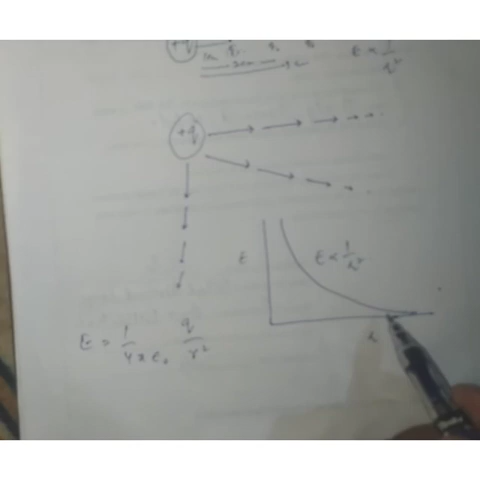 +q
E ∝ 1/r²
+q
E
E ∝ 1/r²
r
E = 1/4πε₀ q/r²